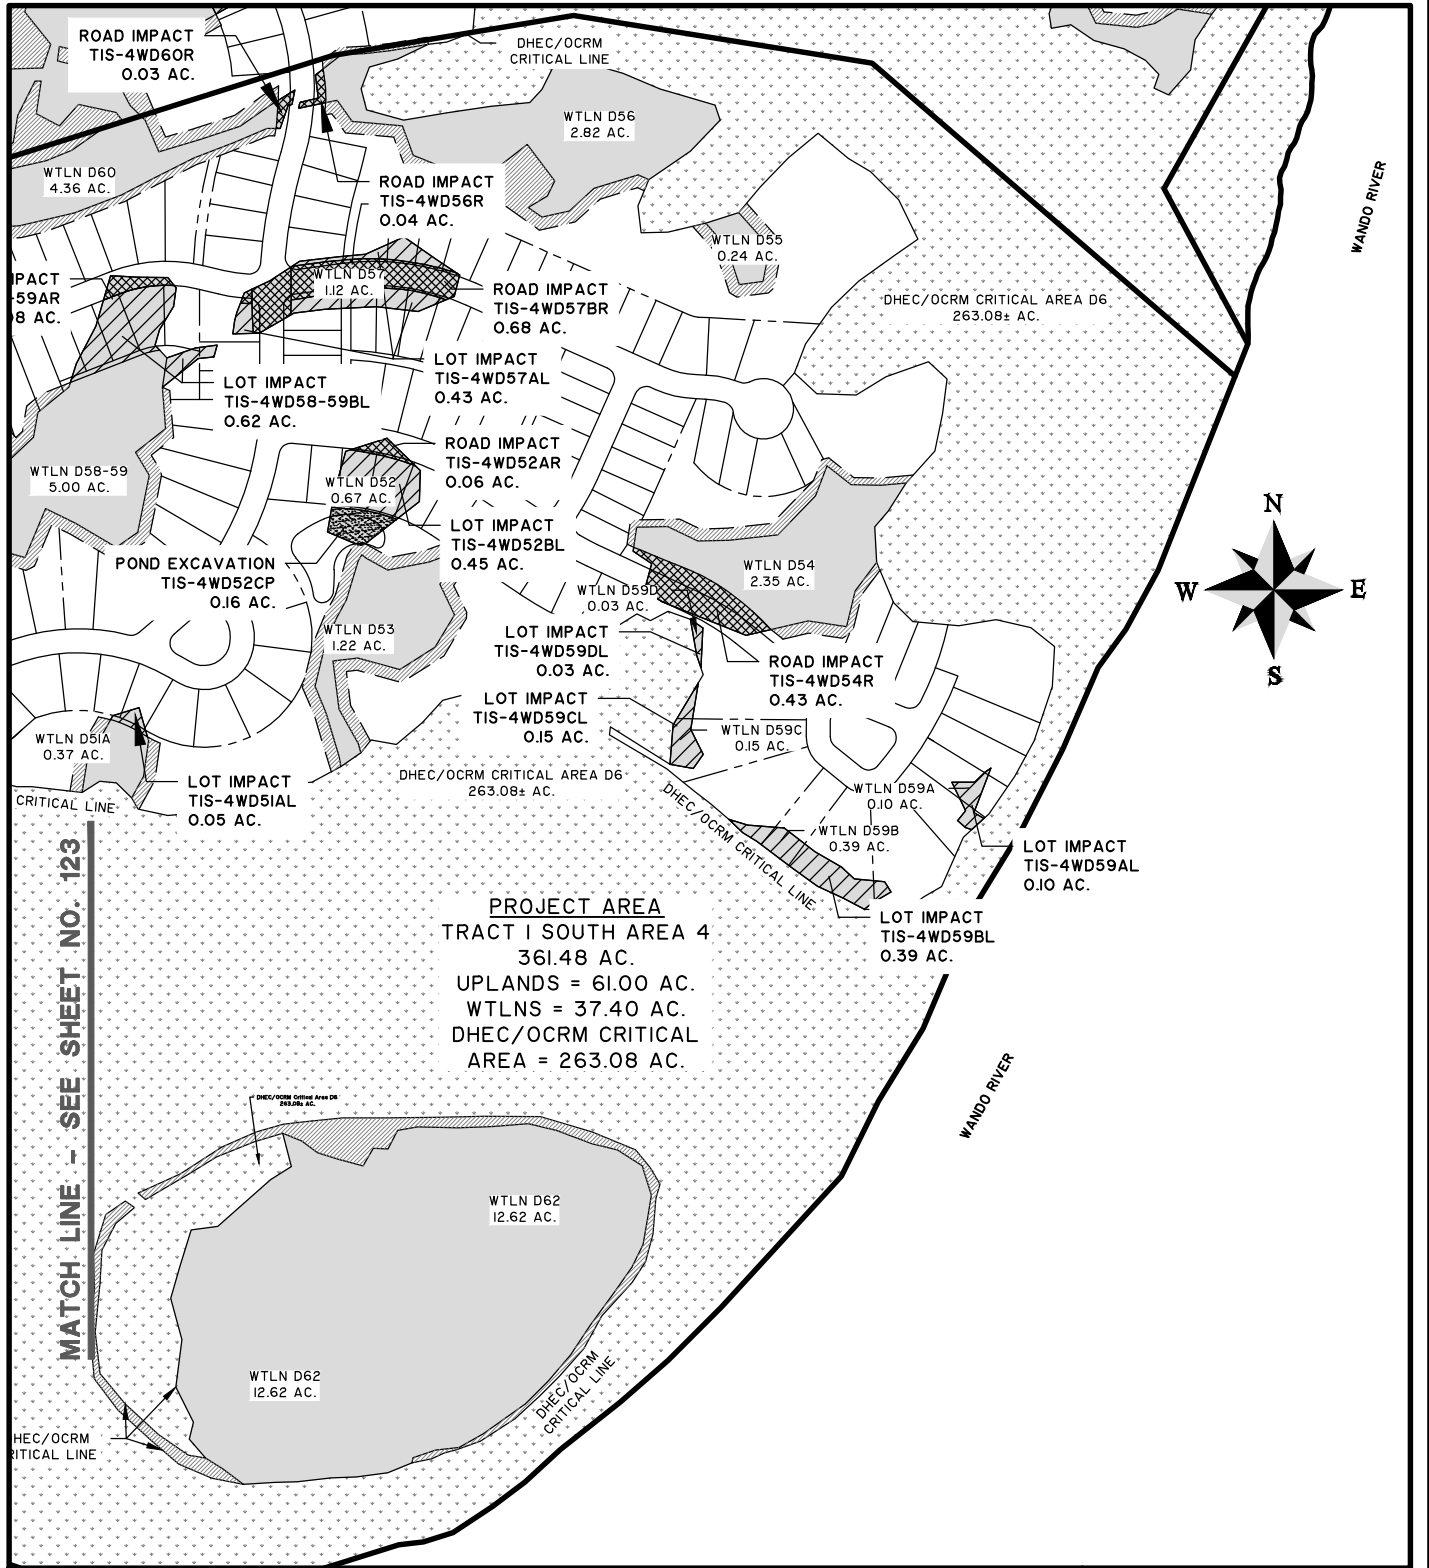 ROAD IMPACT
TIS-4WD60R
0.03 AC.
DHEC/OCRM
CRITICAL LINE
WTLN D56
2.82 AC.
WTLN D60
4.36 AC.
ROAD IMPACT
TIS-4WD56R
0.04 AC.
WANDO RIVER
WTLN D55
0.24 AC.
WTLN D57
1.12 AC.
IPACT
-59AR
08 AC.
ROAD IMPACT
TIS-4WD57BR
0.68 AC.
DHEC/OCRM CRITICAL AREA D6
263.08± AC.
LOT IMPACT
TIS-4WD57AL
0.43 AC.
LOT IMPACT
TIS-4WD58-59BL
0.62 AC.
ROAD IMPACT
TIS-4WD52AR
0.06 AC.
WTLN D58-59
5.00 AC.
WTLN D52
0.67 AC.
LOT IMPACT
TIS-4WD52BL
0.45 AC.
N
W
E
S
POND EXCAVATION
TIS-4WD52CP
0.16 AC.
WTLN D54
2.35 AC.
WTLN D59D
0.03 AC.
WTLN D53
1.22 AC.
LOT IMPACT
TIS-4WD59DL
0.03 AC.
ROAD IMPACT
TIS-4WD54R
0.43 AC.
LOT IMPACT
TIS-4WD59CL
0.15 AC.
WTLN D51A
0.37 AC.
WTLN D59C
0.15 AC.
DHEC/OCRM CRITICAL AREA D6
263.08± AC.
LOT IMPACT
TIS-4WD51AL
0.05 AC.
CRITICAL LINE
WTLN D59A
0.10 AC.
DHEC/OCRM CRITICAL LINE
WTLN D59B
0.39 AC.
LOT IMPACT
TIS-4WD59AL
0.10 AC.
LOT IMPACT
TIS-4WD59BL
0.39 AC.
MATCH LINE - SEE SHEET NO. 123
PROJECT AREA
TRACT 1 SOUTH AREA 4
361.48 AC.
UPLANDS = 61.00 AC.
WTLNS = 37.40 AC.
DHEC/OCRM CRITICAL
AREA = 263.08 AC.
WANDO RIVER
DHEC/OCRM Critical Area D6
263.08± AC.
WTLN D62
12.62 AC.
WTLN D62
12.62 AC.
DHEC/OCRM
CRITICAL LINE
HEC/OCRM
RITICAL LINE